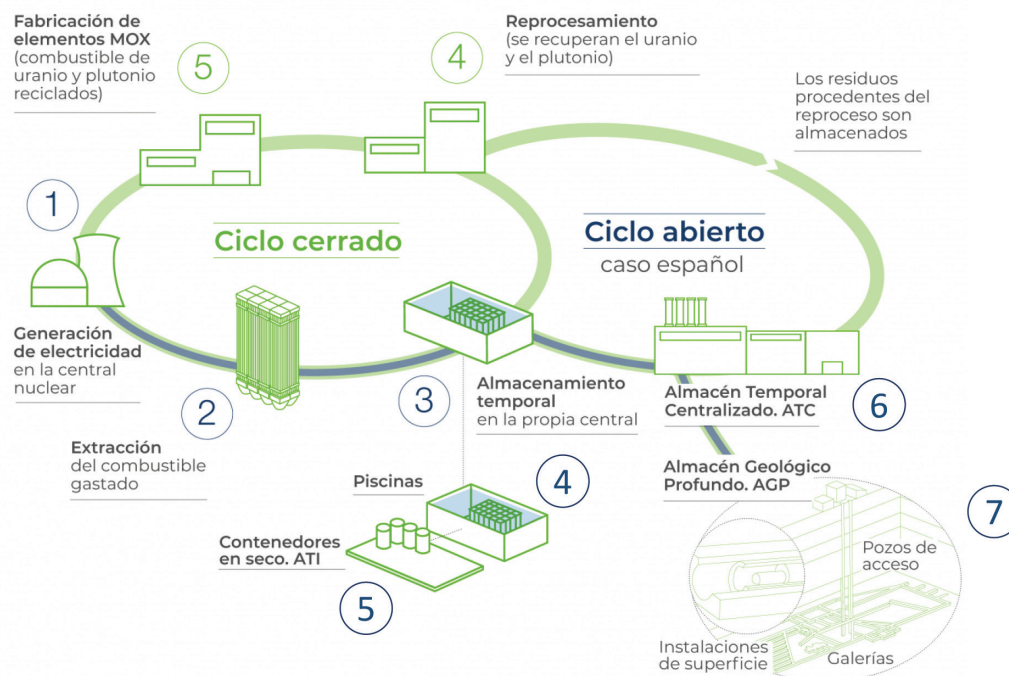 Fabricación de
elementos MOX
(combustible de
uranio y plutonio
reciclados)
5
4
Reprocesamiento
(se recuperan el uranio
y el plutonio)
Los residuos
procedentes del
reproceso son
almacenados
1
Ciclo cerrado
Ciclo abierto
caso español
Generación
de electricidad
en la central
nuclear
2
Extracción
del combustible
gastado
3
Almacenamiento
temporal
en la propia central
Almacén Temporal
Centralizado. ATC
6
Piscinas
4
Contenedores
en seco. ATI
5
Almacén Geológico
Profundo. AGP
7
Pozos de
acceso
Instalaciones
de superficie
Galerías